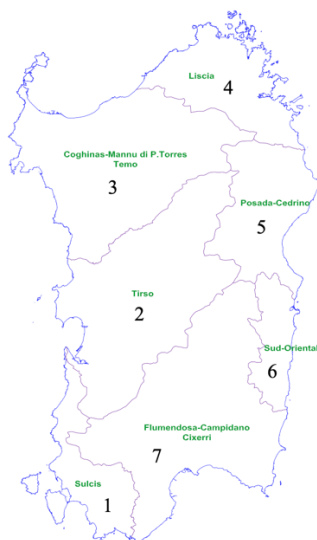 Liscia
4
Coghinas-Mannu di P.Torres
Temo
3
Posada-Cedrino
5
Tirso
2
Sud-Oriental
6
Flumendosa-Campidano
Cixerri
7
Sulcis
1